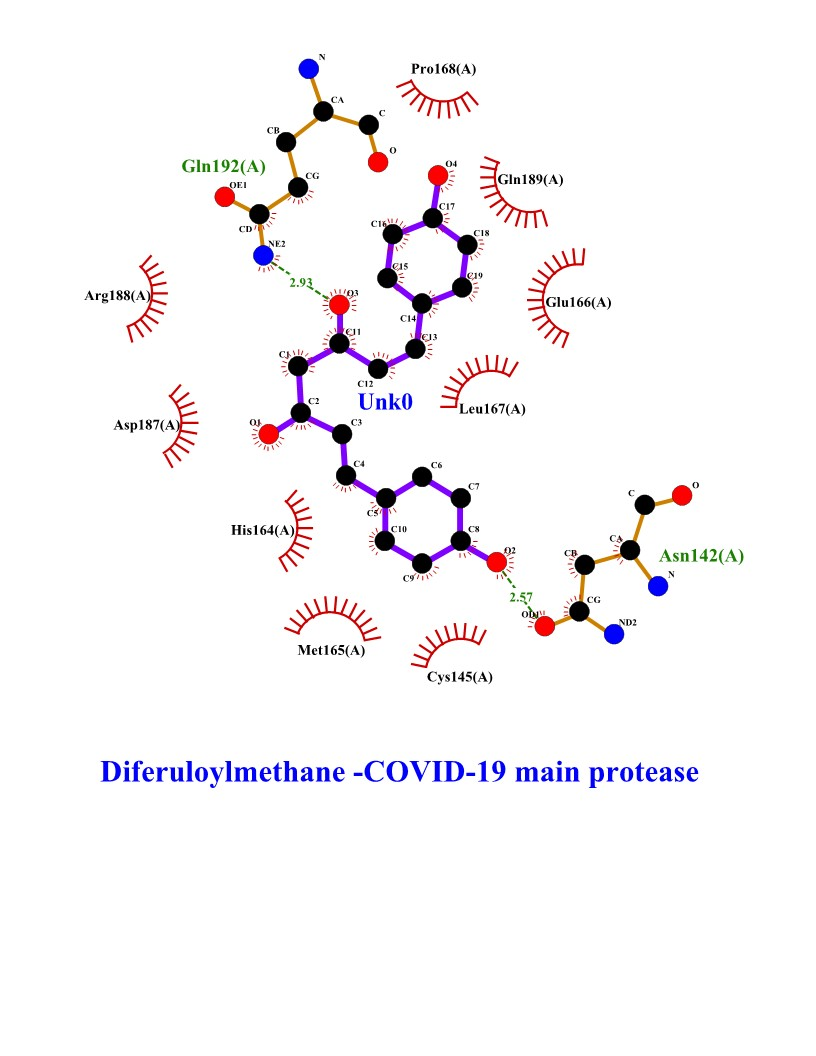 N
Pro168(A)
CA
C
CB
O
Gln192(A)
O4
Gln189(A)
OE1
CG
C17
CD
C16
C18
NE2
C15
C19
2.93
O3
Arg188(A)
Glu166(A)
C14
C11
C13
C1
C12
Unk0
Leu167(A)
C2
O1
C3
Asp187(A)
C4
C6
C7
C5
O
C
His164(A)
C10
C8
CA
O2
CB
Asn142(A)
C9
N
2.57
CG
OD1
ND2
Met165(A)
Cys145(A)
Diferuloylmethane -COVID-19 main protease